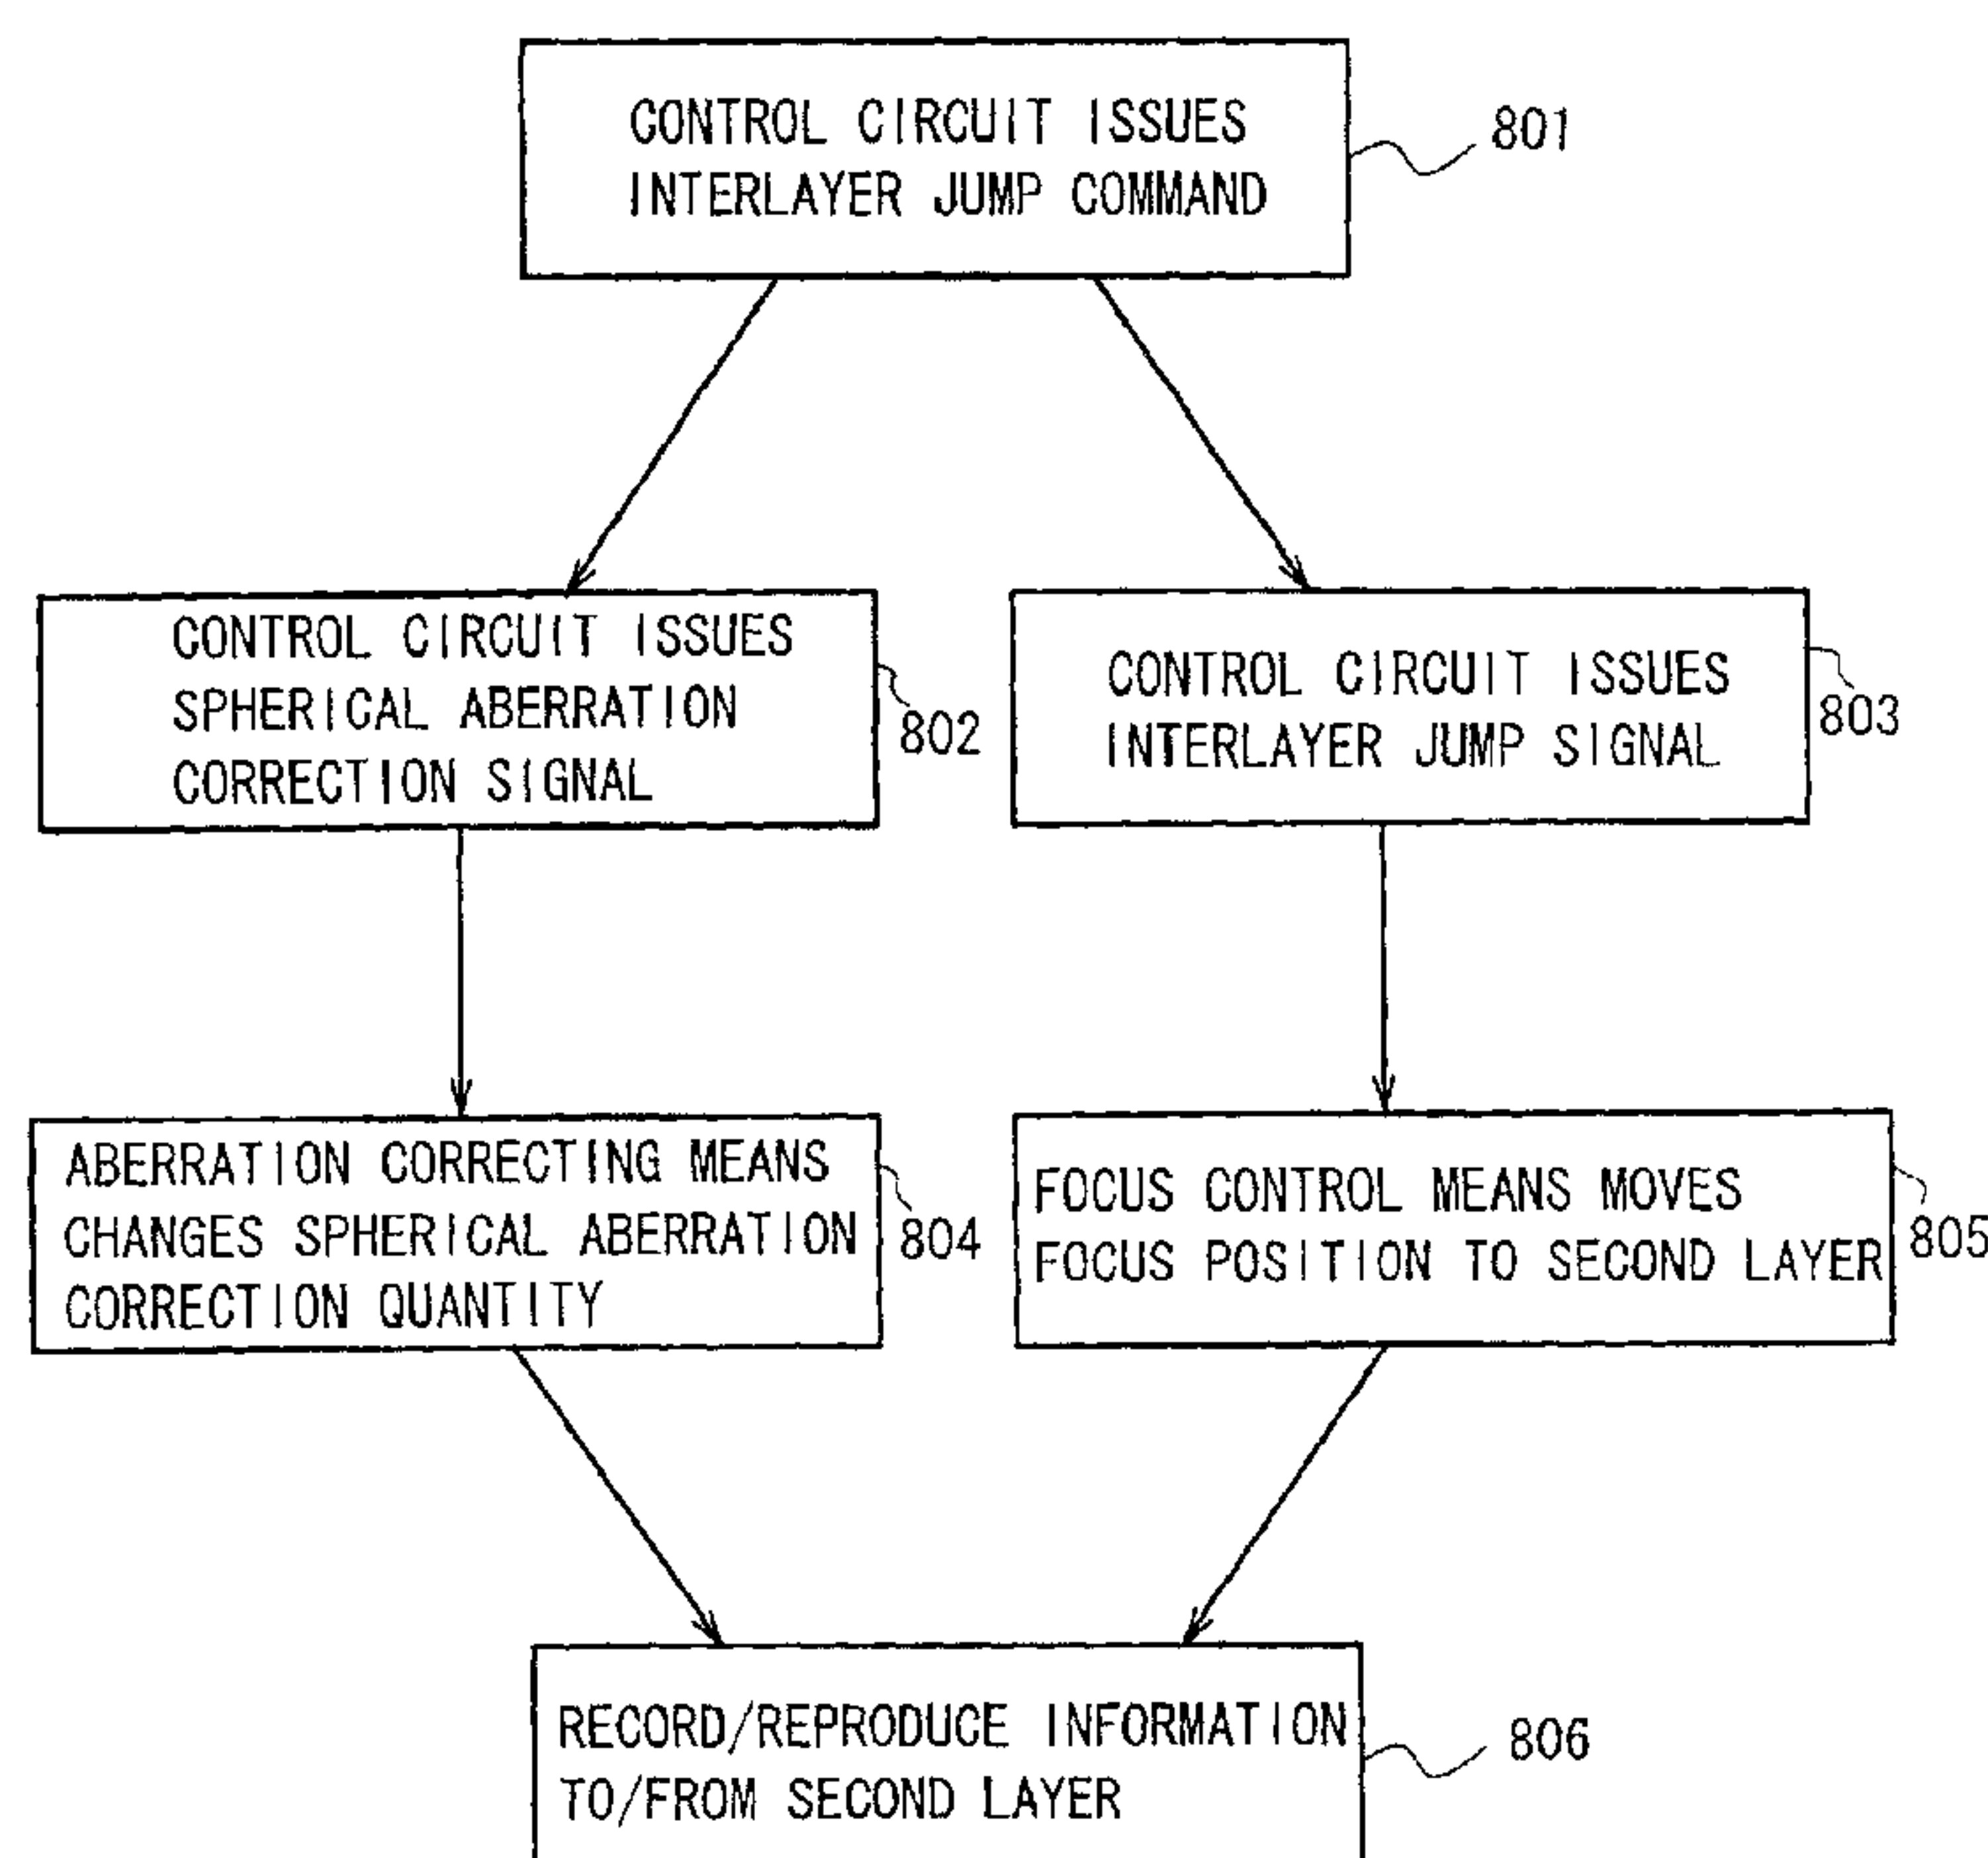 CONTROL CIRCUIT ISSUES
INTERLAYER JUMP COMMAND
801
CONTROL CIRCUIT ISSUES
SPHERICAL ABERRATION
CORRECTION SIGNAL
802
CONTROL CIRCUIT ISSUES
INTERLAYER JUMP SIGNAL
803
ABERRATION CORRECTING MEANS
CHANGES SPHERICAL ABERRATION
CORRECTION QUANTITY
804
FOCUS CONTROL MEANS MOVES
FOCUS POSITION TO SECOND LAYER
805
RECORD/REPRODUCE INFORMATION
TO/FROM SECOND LAYER
806